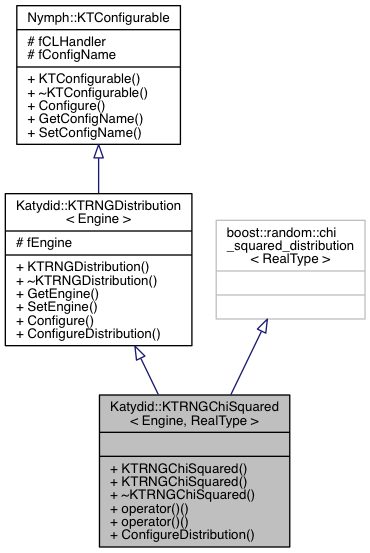 Nymph::KTConfigurable
# fCLHandler
# fConfigName
+ KTConfigurable()
+ ~KTConfigurable()
+ Configure()
+ GetConfigName()
+ SetConfigName()
Katydid::KTRNGDistribution
< Engine >
# fEngine
+ KTRNGDistribution()
+ ~KTRNGDistribution()
+ GetEngine()
+ SetEngine()
+ Configure()
+ ConfigureDistribution()
boost::random::chi
_squared_distribution
< RealType >
Katydid::KTRNGChiSquared
< Engine, RealType >
+ KTRNGChiSquared()
+ KTRNGChiSquared()
+ ~KTRNGChiSquared()
+ operator()()
+ operator()()
+ ConfigureDistribution()